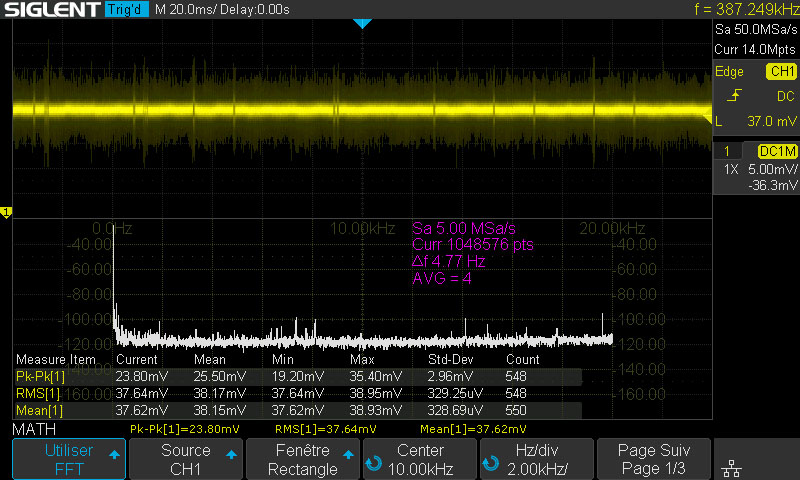 SIGLENT Trig'd M 20.0ms/ Delay:0.00s f = 387.249kHz
Sa 50.0MSa/s
Curr 14.0Mpts
Edge CH1
DC
L 37.0 mV
1 DC1M
1X 5.00mV/
-36.3mV
1
0.0Hz 10.00kHz 20.00kHz
Sa 5.00 MSa/s
Curr 1048576 pts
Δf 4.77 Hz
AVG = 4
-40.00 -40.00
-60.00 -60.00
-80.00 -80.00
-100.00 -100.00
-120.00 -120.00
-140.00
Measure Item Current Mean Min Max Std-Dev Count
Pk-Pk[1] 23.80mV 25.50mV 19.20mV 35.40mV 2.96mV 548
RMS[1] 37.64mV 38.17mV 37.64mV 38.95mV 329.25uV 548
-160.00 -160.00
Mean[1] 37.62mV 38.15mV 37.62mV 38.93mV 328.69uV 550
MATH Pk-Pk[1]=23.80mV RMS[1]=37.64mV Mean[1]=37.62mV
Utiliser Source Fenêtre Center Hz/div Page Suiv
FFT CH1 Rectangle 10.00kHz 2.00kHz/ Page 1/3